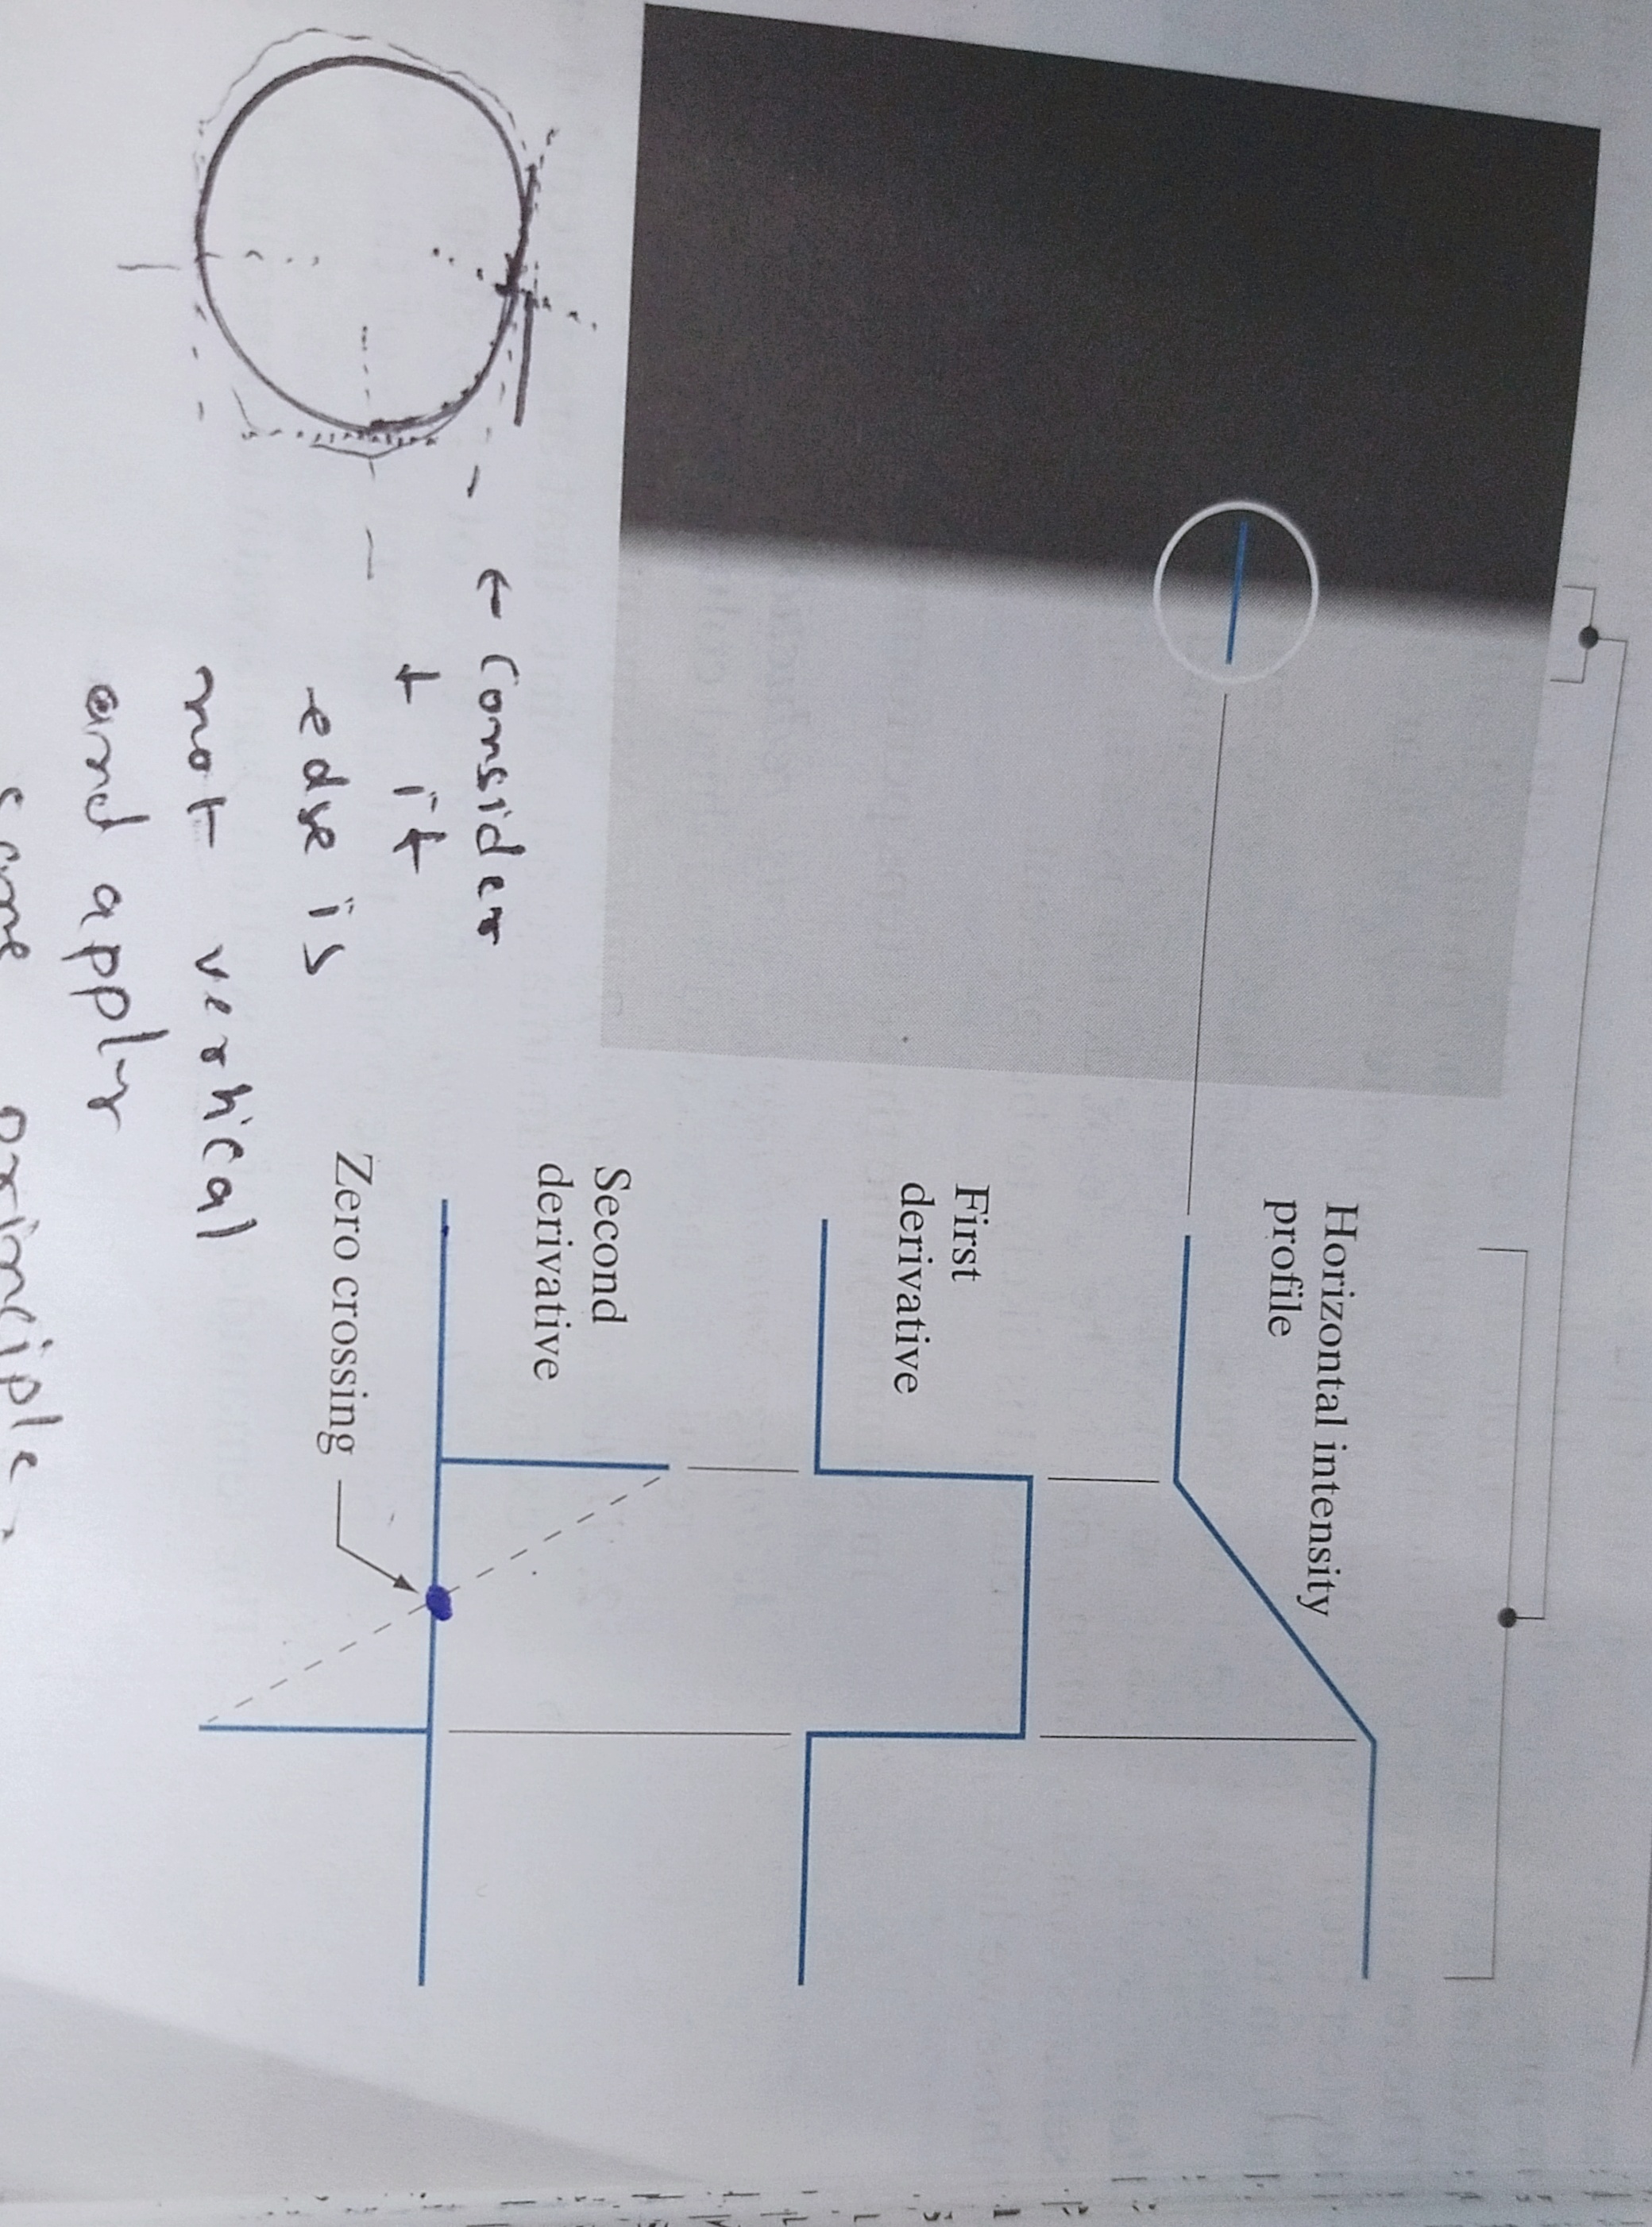 Horizontal intensity
profile
First
derivative
Second
derivative
Zero crossing
← Consider
it
edge is
not vertical
and apply
same principle.